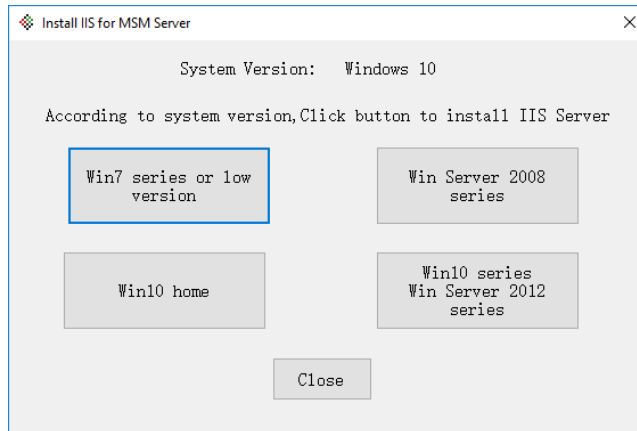 Install IIS for MSM Server
System Version: Windows 10
According to system version,Click button to install IIS Server
Win7 series or low
version
Win Server 2008
series
Win10 home
Win10 series
Win Server 2012
series
Close